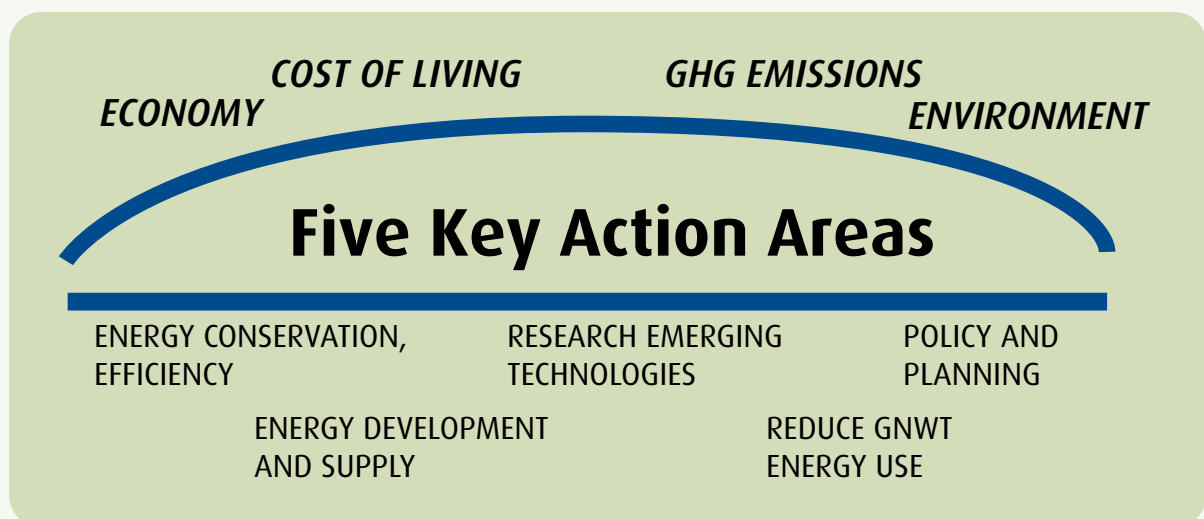 COST OF LIVING
GHG EMISSIONS
ECONOMY
ENVIRONMENT
Five Key Action Areas
ENERGY CONSERVATION,
EFFICIENCY
RESEARCH EMERGING
TECHNOLOGIES
POLICY AND
PLANNING
ENERGY DEVELOPMENT
AND SUPPLY
REDUCE GNWT
ENERGY USE